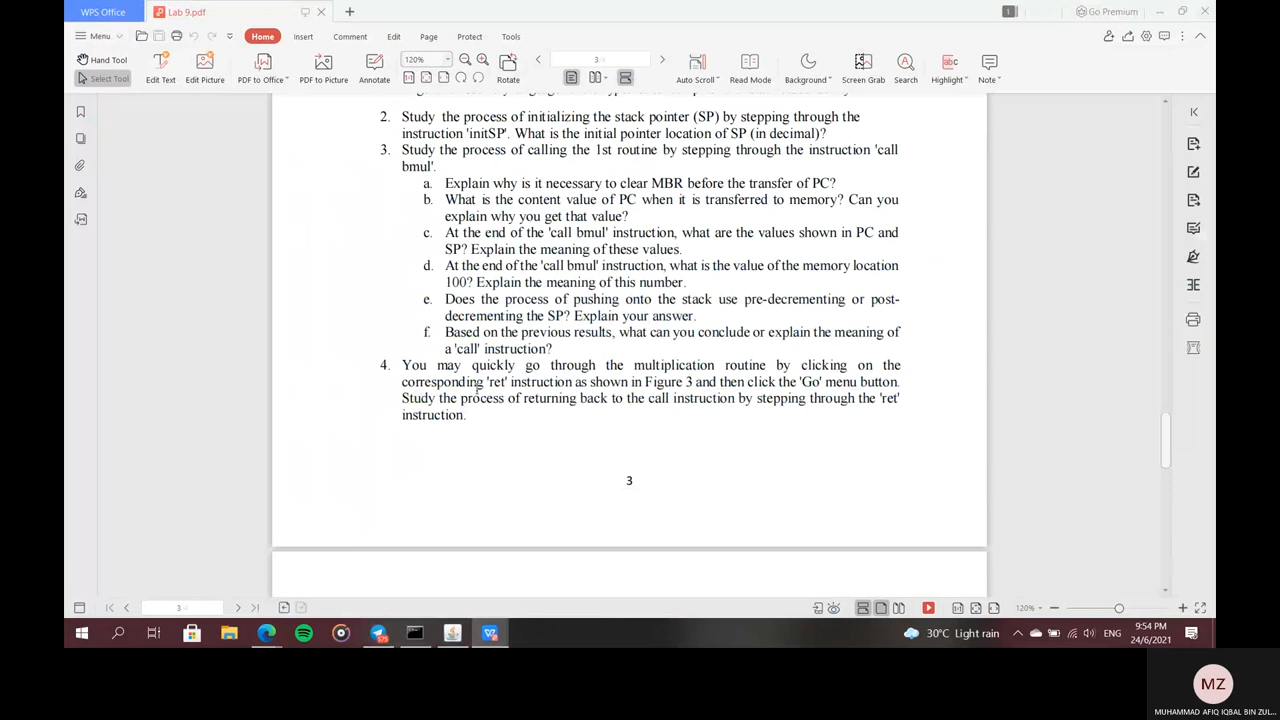 WPS Office
Lab 9.pdf
1
Go Premium
Menu
Home
Insert
Comment
Edit
Page
Protect
Tools
Hand Tool
Select Tool
Edit Text
Edit Picture
PDF to Office
PDF to Picture
Annotate
120%
Rotate
3
Auto Scroll
Read Mode
Background
Screen Grab
Search
Highlight
Note
2. Study the process of initializing the stack pointer (SP) by stepping through the
instruction 'initSP'. What is the initial pointer location of SP (in decimal)?
3. Study the process of calling the 1st routine by stepping through the instruction 'call
bmul'.
a. Explain why is it necessary to clear MBR before the transfer of PC?
b. What is the content value of PC when it is transferred to memory? Can you
explain why you get that value?
c. At the end of the 'call bmul' instruction, what are the values shown in PC and
SP? Explain the meaning of these values.
d. At the end of the 'call bmul' instruction, what is the value of the memory location
100? Explain the meaning of this number.
e. Does the process of pushing onto the stack use pre-decrementing or post-
decrementing the SP? Explain your answer.
f. Based on the previous results, what can you conclude or explain the meaning of
a 'call' instruction?
4. You may quickly go through the multiplication routine by clicking on the
corresponding 'ret' instruction as shown in Figure 3 and then click the 'Go' menu button.
Study the process of returning back to the call instruction by stepping through the 'ret'
instruction.
3
3
120%
30°C Light rain
ENG
9:54 PM
24/6/2021
MZ
MUHAMMAD AFIQ IQBAL BIN ZUL...